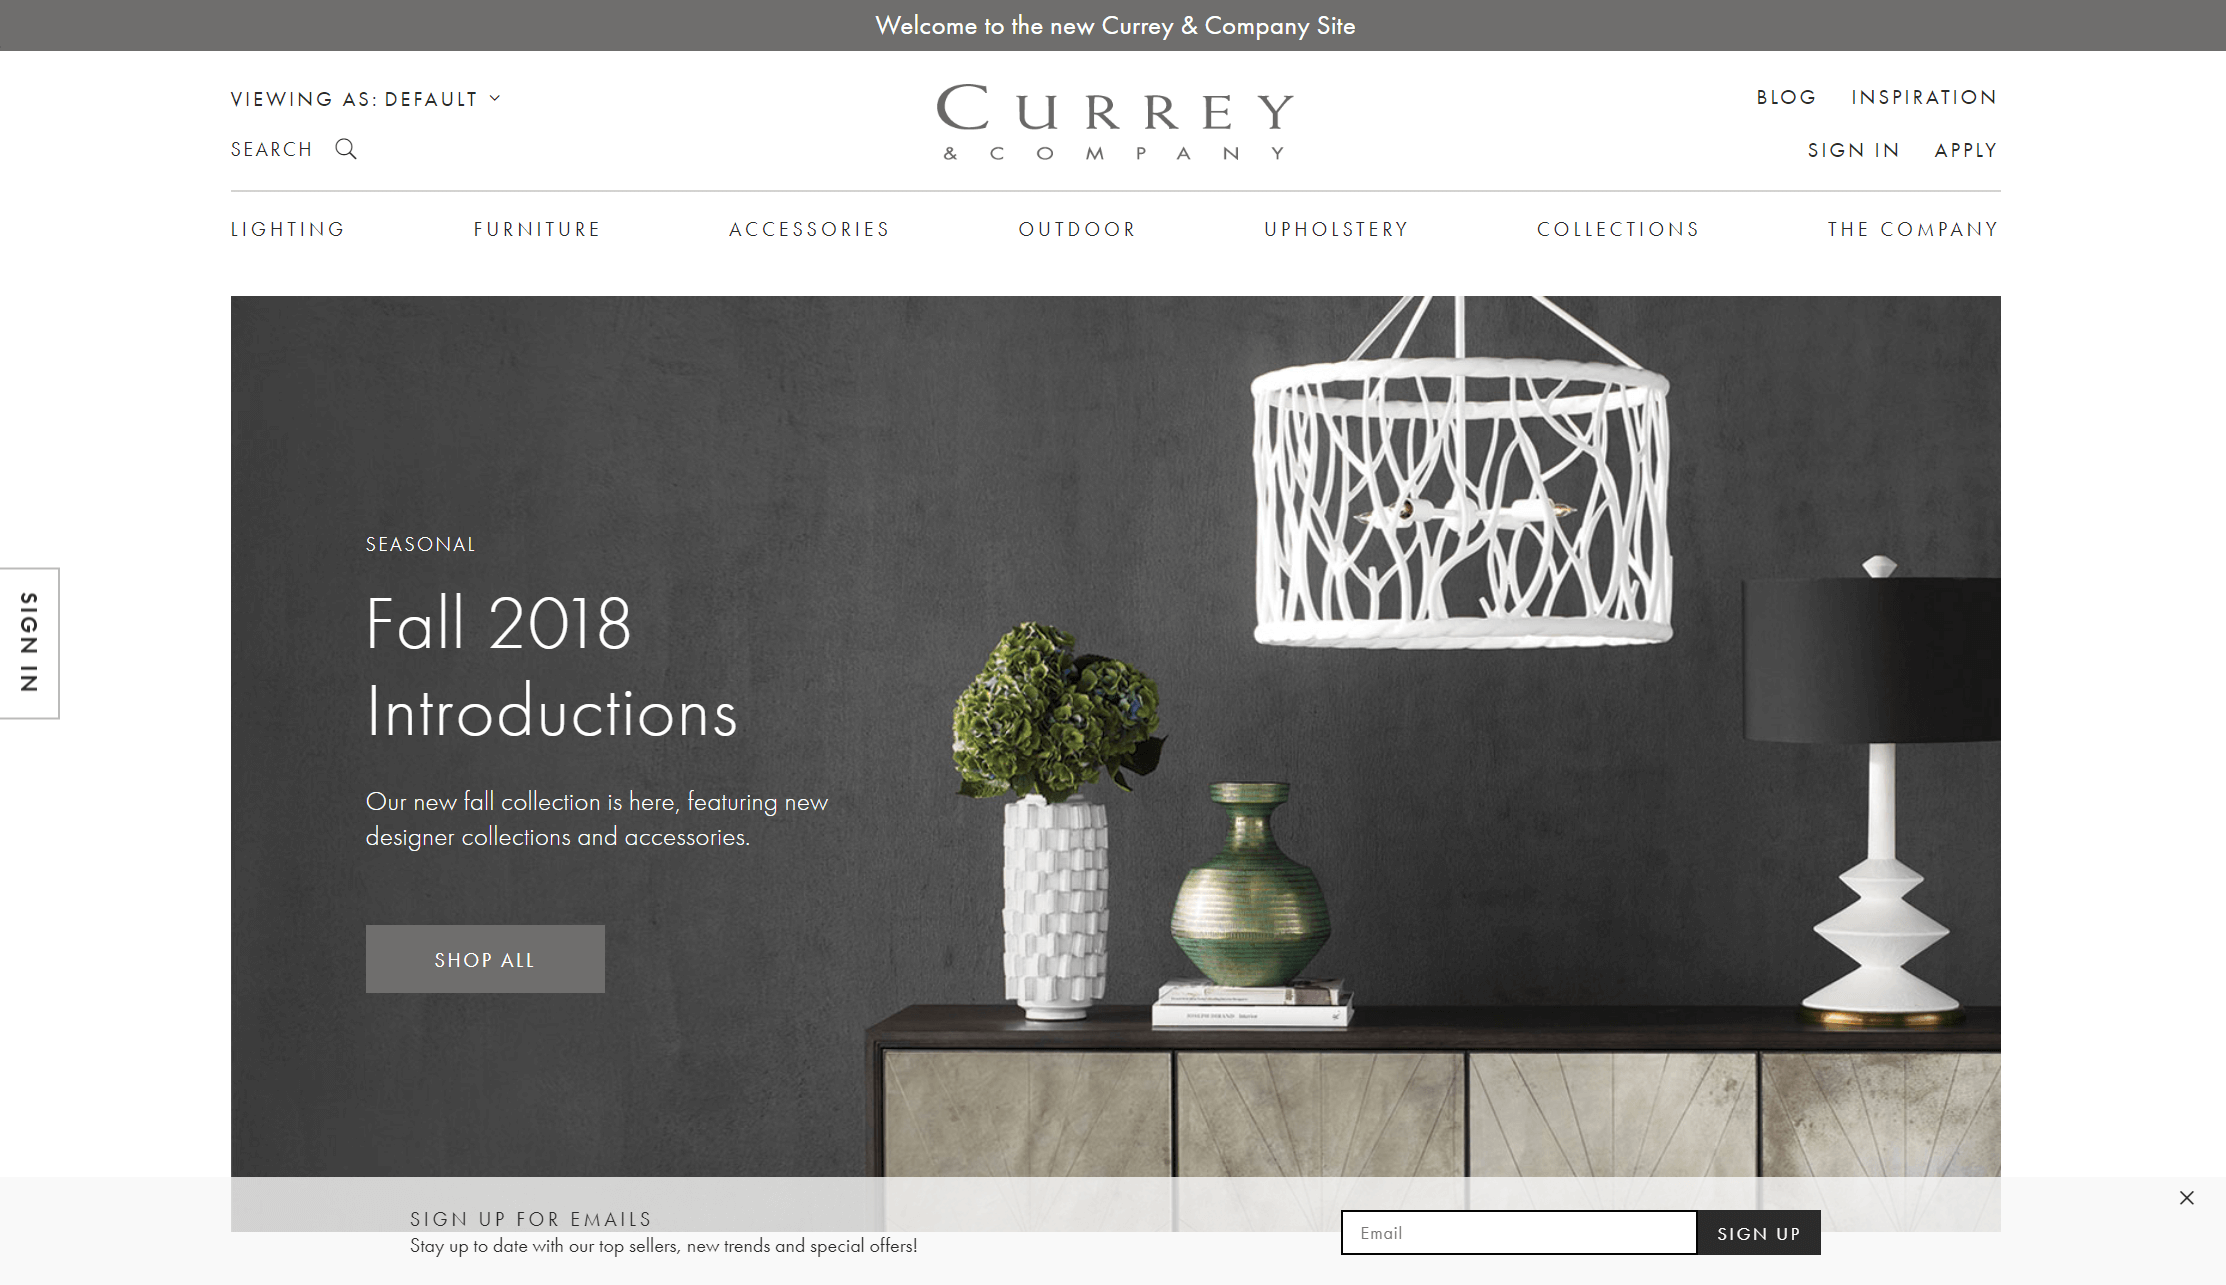 Welcome to the new Currey & Company Site
VIEWING AS: DEFAULT
SEARCH
CURREY
& COMPANY
BLOG INSPIRATION
SIGN IN APPLY
LIGHTING FURNITURE ACCESSORIES OUTDOOR UPHOLSTERY COLLECTIONS THE COMPANY
SIGN IN
SEASONAL
Fall 2018
Introductions
Our new fall collection is here, featuring new
designer collections and accessories.
SHOP ALL
SIGN UP FOR EMAILS
Stay up to date with our top sellers, new trends and special offers!
Email
SIGN UP